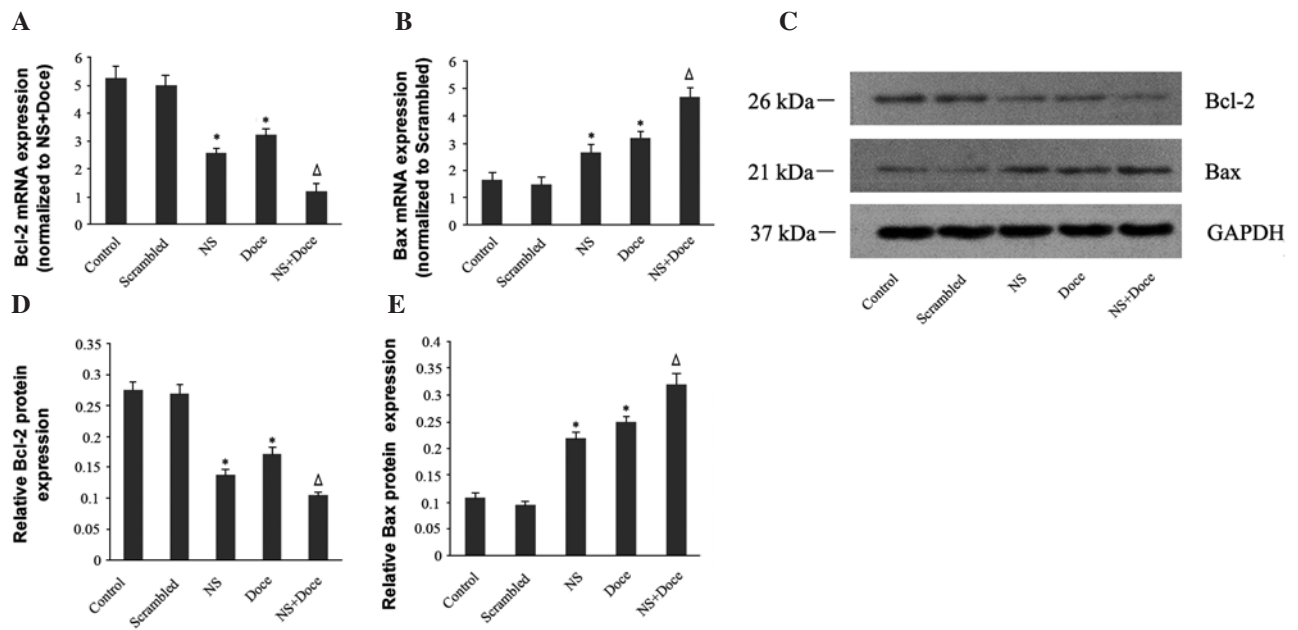 A
Bcl-2 mRNA expression
(normalized to NS+Doce)
6
5
4
3
2
1
0
*
*
Δ
Control
Scrambled
NS
Doce
NS+Doce
B
Bax mRNA expression
(normalized to Scrambled)
6
5
4
3
2
1
0
*
*
Δ
Control
Scrambled
NS
Doce
NS+Doce
C
26 kDa
Bcl-2
21 kDa
Bax
37 kDa
GAPDH
Control
Scrambled
NS
Doce
NS+Doce
D
Relative Bcl-2 protein
expression
0.35
0.3
0.25
0.2
0.15
0.1
0.05
0
*
*
Δ
Control
Scrambled
NS
Doce
NS+Doce
E
Relative Bax protein expression
0.4
0.35
0.3
0.25
0.2
0.15
0.1
0.05
0
*
*
Δ
Control
Scrambled
NS
Doce
NS+Doce